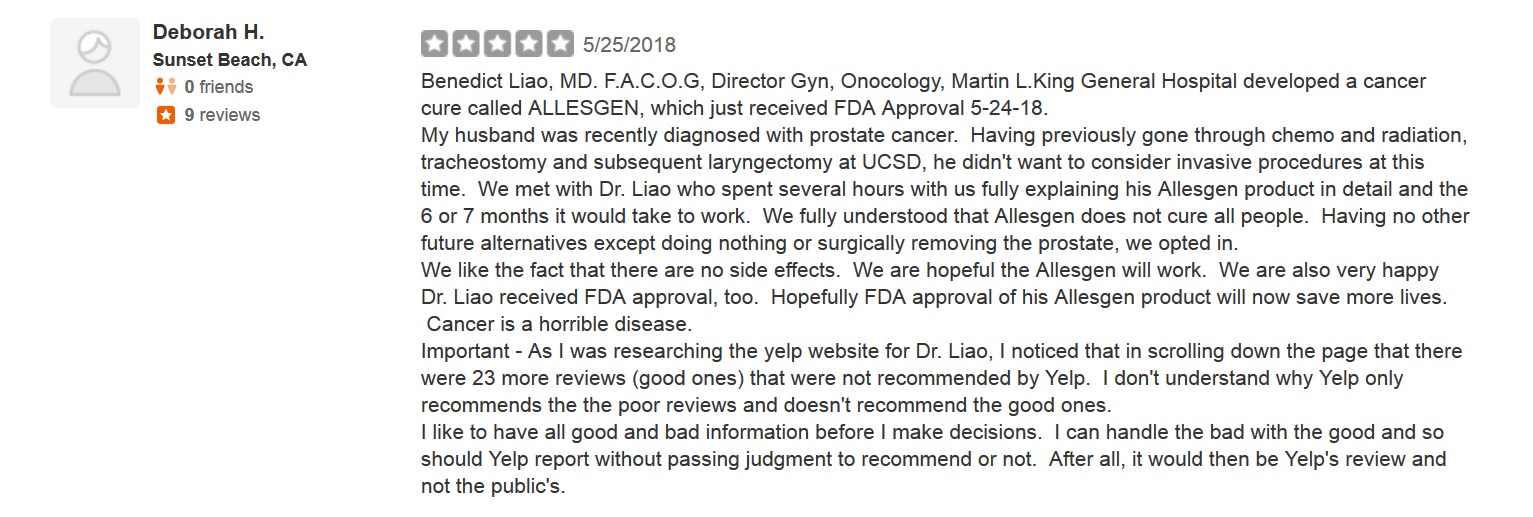 Deborah H.
Sunset Beach, CA
0 friends
9 reviews
5/25/2018
Benedict Liao, MD. F.A.C.O.G, Director Gyn, Onocology, Martin L.King General Hospital developed a cancer
cure called ALLESGEN, which just received FDA Approval 5-24-18.
My husband was recently diagnosed with prostate cancer.  Having previously gone through chemo and radiation,
tracheostomy and subsequent laryngectomy at UCSD, he didn't want to consider invasive procedures at this
time.  We met with Dr. Liao who spent several hours with us fully explaining his Allesgen product in detail and the
6 or 7 months it would take to work.  We fully understood that Allesgen does not cure all people.  Having no other
future alternatives except doing nothing or surgically removing the prostate, we opted in.
We like the fact that there are no side effects.  We are hopeful the Allesgen will work.  We are also very happy
Dr. Liao received FDA approval, too.  Hopefully FDA approval of his Allesgen product will now save more lives.
Cancer is a horrible disease.
Important - As I was researching the yelp website for Dr. Liao, I noticed that in scrolling down the page that there
were 23 more reviews (good ones) that were not recommended by Yelp.  I don't understand why Yelp only
recommends the the poor reviews and doesn't recommend the good ones.
I like to have all good and bad information before I make decisions.  I can handle the bad with the good and so
should Yelp report without passing judgment to recommend or not.  After all, it would then be Yelp's review and
not the public's.